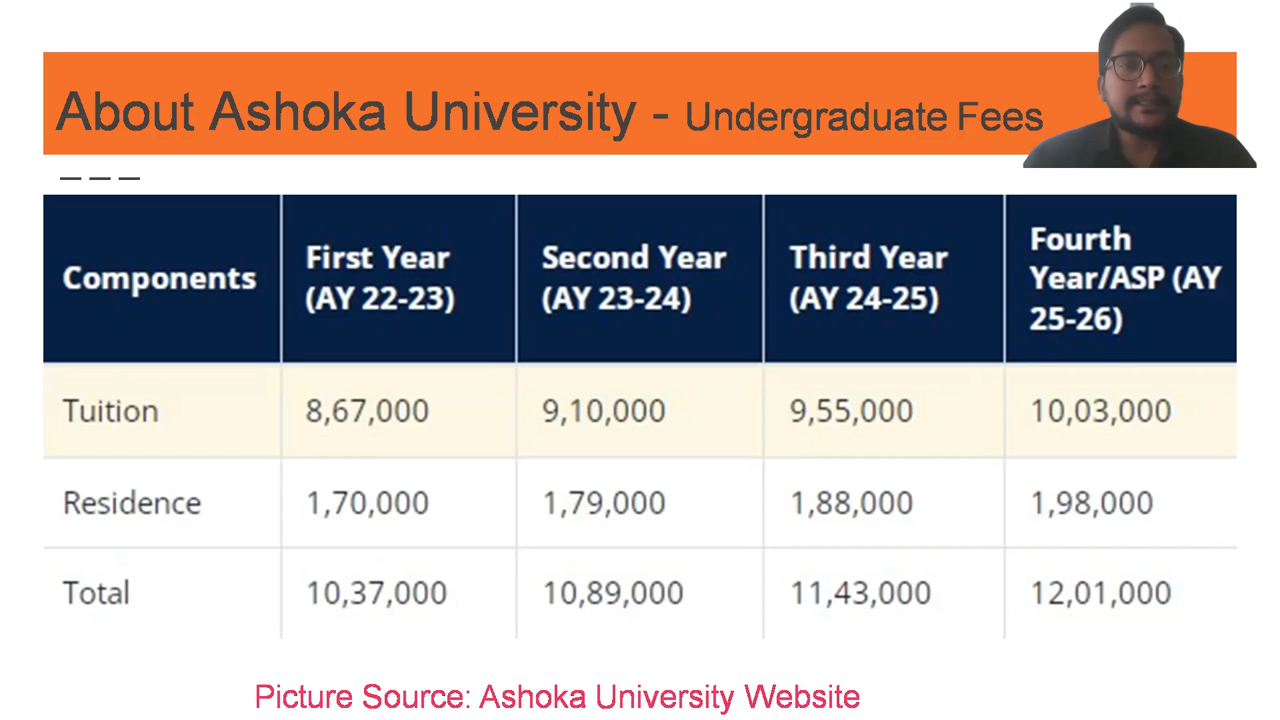 About Ashoka University - Undergraduate Fees
Components
First Year
(AY 22-23)
Second Year
(AY 23-24)
Third Year
(AY 24-25)
Fourth
Year/ASP (AY
25-26)
Tuition 8,67,000 9,10,000 9,55,000 10,03,000
Residence 1,70,000 1,79,000 1,88,000 1,98,000
Total 10,37,000 10,89,000 11,43,000 12,01,000
Picture Source: Ashoka University Website